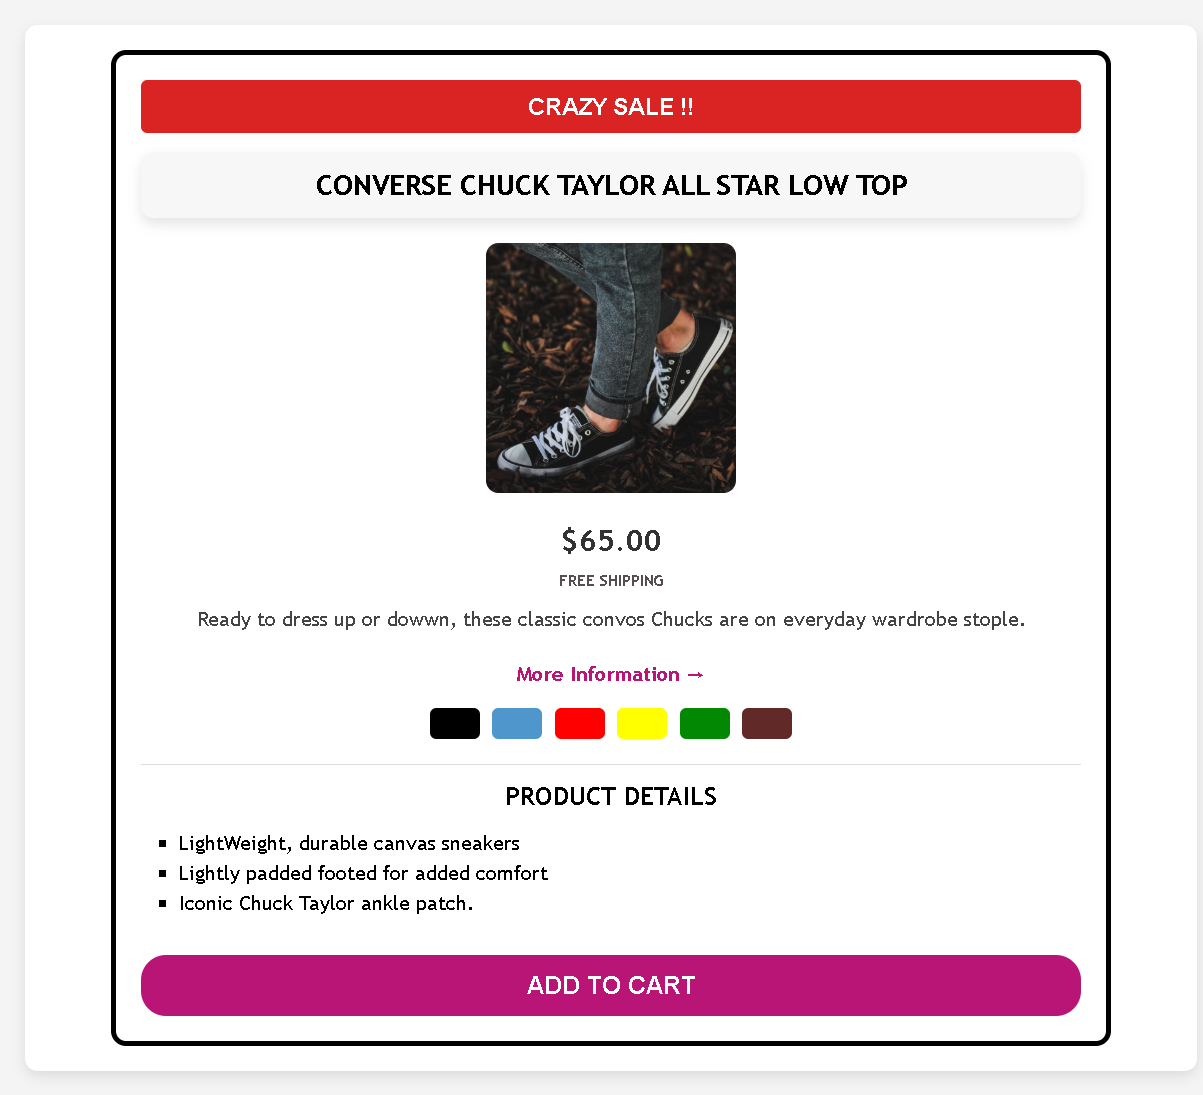 CRAZY SALE !!
CONVERSE CHUCK TAYLOR ALL STAR LOW TOP
$65.00
FREE SHIPPING
Ready to dress up or dowwn, these classic convos Chucks are on everyday wardrobe stople.
More Information →
PRODUCT DETAILS
▪ LightWeight, durable canvas sneakers
▪ Lightly padded footed for added comfort
▪ Iconic Chuck Taylor ankle patch.
ADD TO CART